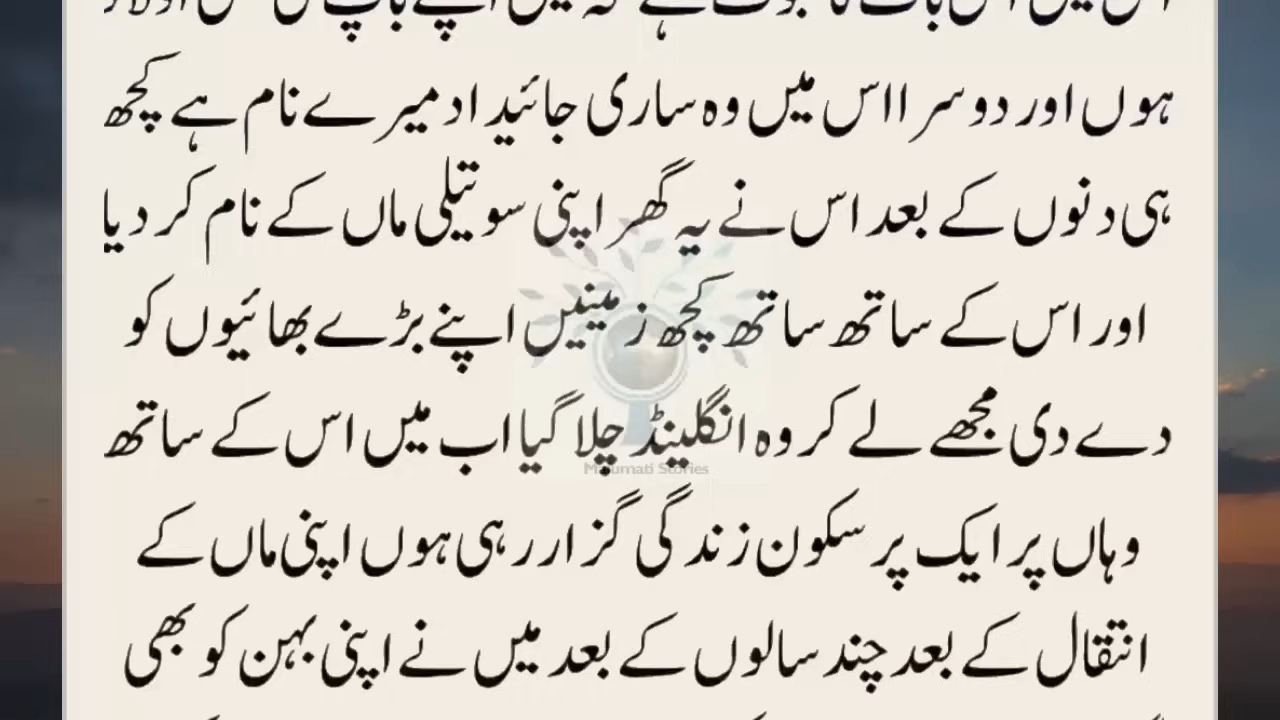 ہوں اور دوسرا اس میں وہ ساری جائیداد میرے نام ہے کچھ
ہی دنوں کے بعد اس نے یہ گھر اپنی سوتیلی ماں کے نام کر دیا
اور اس کے ساتھ ساتھ کچھ زمینیں اپنے بڑے بھائیوں کو
دے دی مجھے لے کر وہ انگلینڈ چلا گیا اب میں اس کے ساتھ
وہاں پر ایک پر سکون زندگی گزار رہی ہوں اپنی ماں کے
انتقال کے بعد چند سالوں کے بعد میں نے اپنی بہن کو بھی
Malumati Stories